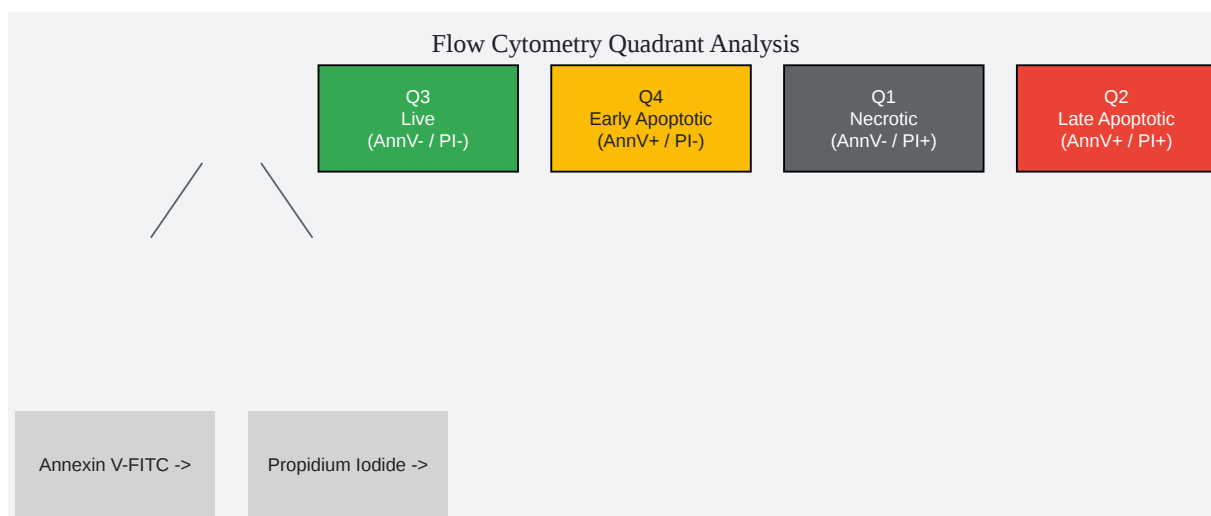 Flow Cytometry Quadrant Analysis
Q3
Live
(AnnV- / PI-)
Q4
Early Apoptotic
(AnnV+ / PI-)
Q1
Necrotic
(AnnV- / PI+)
Q2
Late Apoptotic
(AnnV+ / PI+)
Annexin V-FITC ->
Propidium Iodide ->